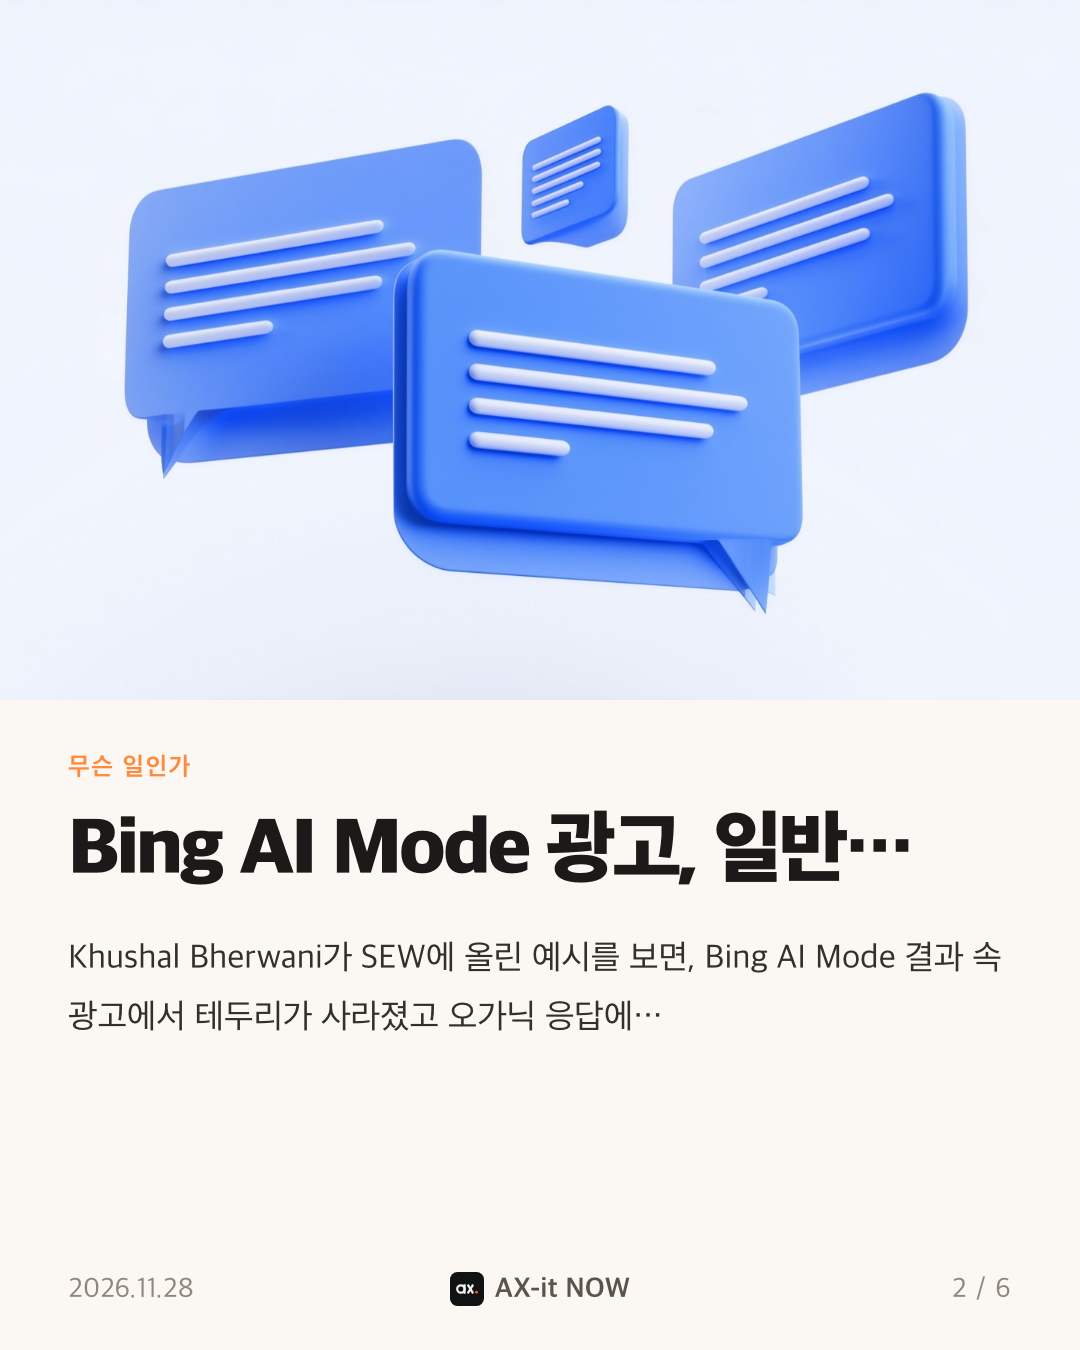 무슨 일인가
Bing AI Mode 광고, 일반…
Khushal Bherwani가 SEW에 올린 예시를 보면, Bing AI Mode 결과 속
광고에서 테두리가 사라졌고 오가닉 응답에…
2026.11.28
ax. AX-it NOW
2 / 6